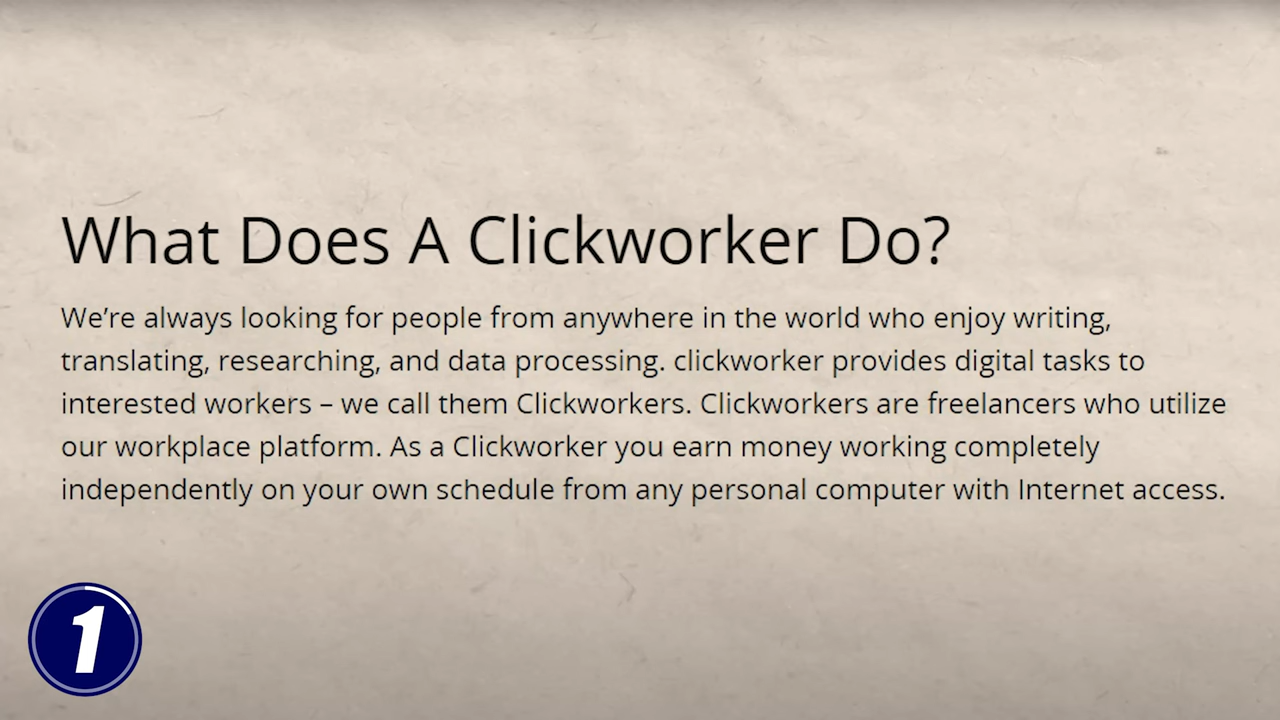 What Does A Clickworker Do?
We’re always looking for people from anywhere in the world who enjoy writing,
translating, researching, and data processing. clickworker provides digital tasks to
interested workers – we call them Clickworkers. Clickworkers are freelancers who utilize
our workplace platform. As a Clickworker you earn money working completely
independently on your own schedule from any personal computer with Internet access.
1